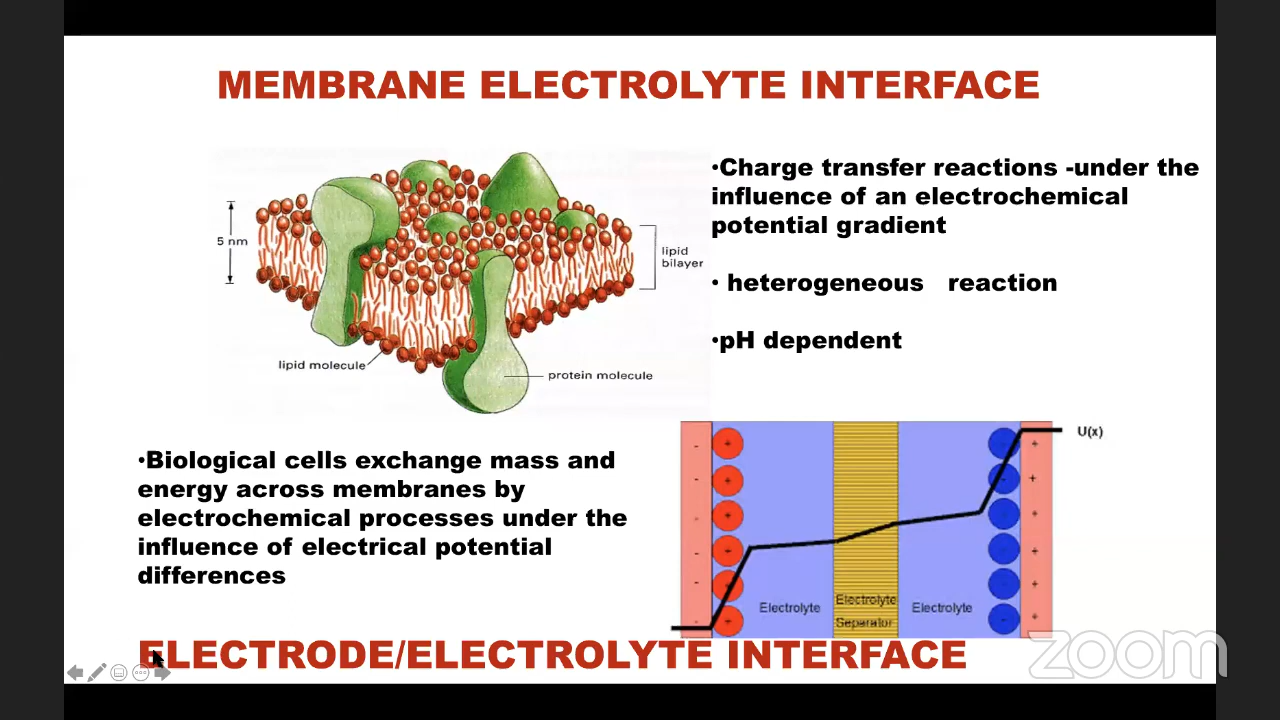 MEMBRANE ELECTROLYTE INTERFACE
5 nm
lipid
bilayer
lipid molecule
protein molecule
•Charge transfer reactions -under the
influence of an electrochemical
potential gradient
• heterogeneous reaction
•pH dependent
•Biological cells exchange mass and
energy across membranes by
electrochemical processes under the
influence of electrical potential
differences
U(x)
Electrolyte
Electrolyte
Separator
Electrolyte
ELECTRODE/ELECTROLYTE INTERFACE
zoom